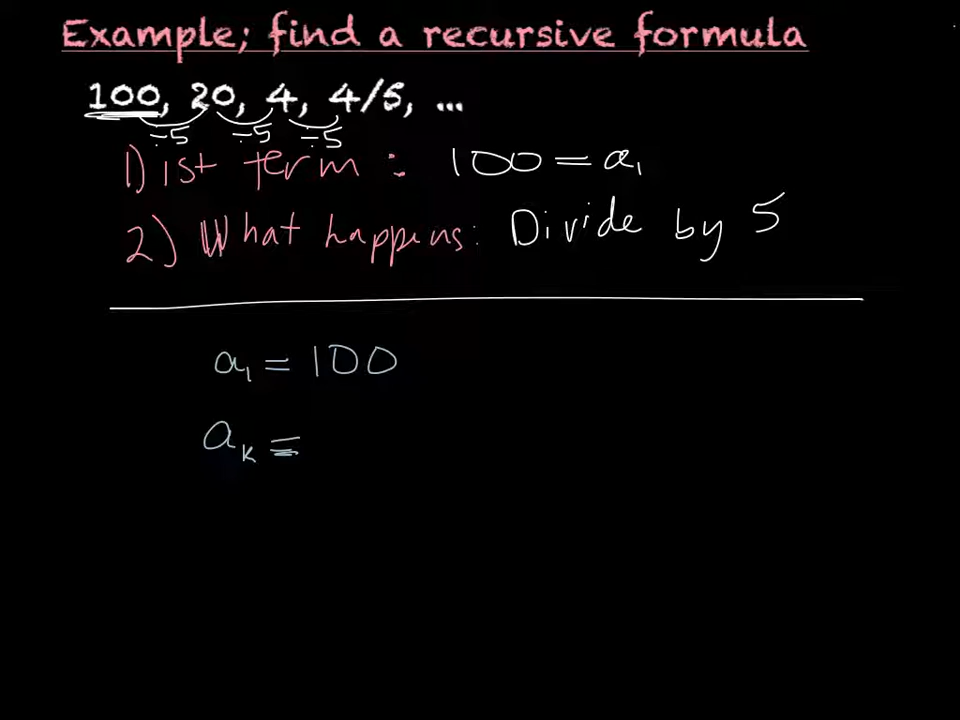 Example; find a recursive formula
100, 20, 4, 4/5, ...
÷5 ÷5 ÷5
1) 1st term : 100 = a₁
2) What happens: Divide by 5
a₁ = 100
aₖ =